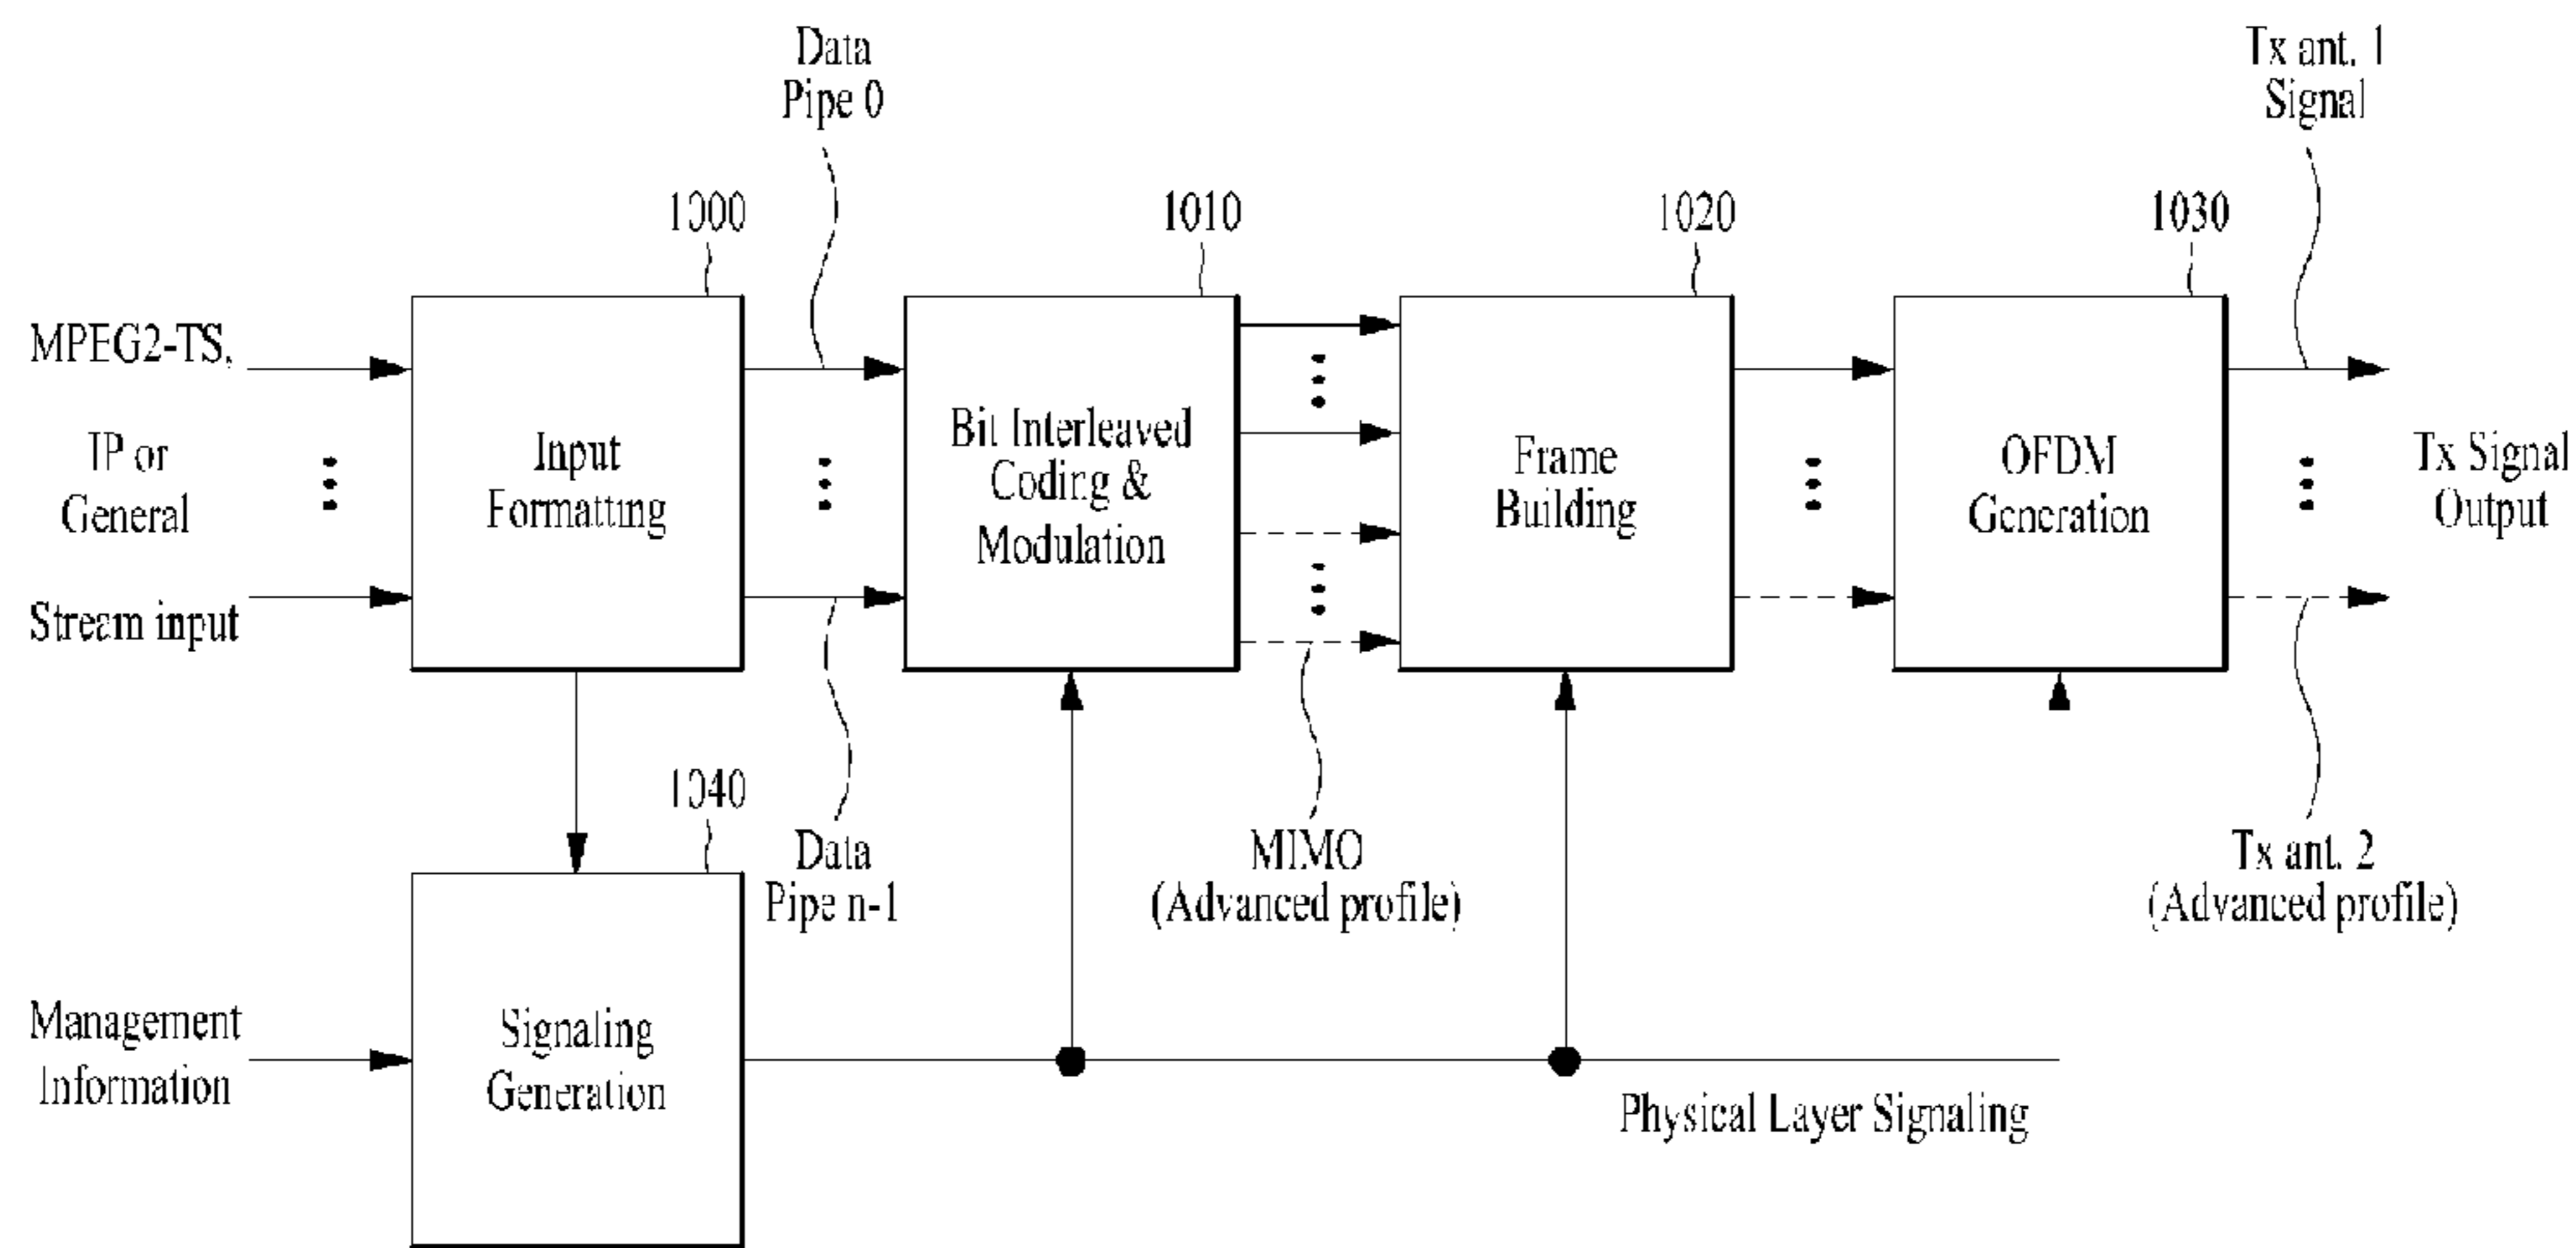 Data
Pipe 0
Tx ant. 1
Signal
1000
1010
1020
1030
MPEG2-TS,
IP or
General
Stream input
Input
Formatting
Bit Interleaved
Coding &
Modulation
Frame
Building
OFDM
Generation
Tx Signal
Output
1040
Data
Pipe n-1
MIMO
(Advanced profile)
Tx ant. 2
(Advanced profile)
Management
Information
Signaling
Generation
Physical Layer Signaling